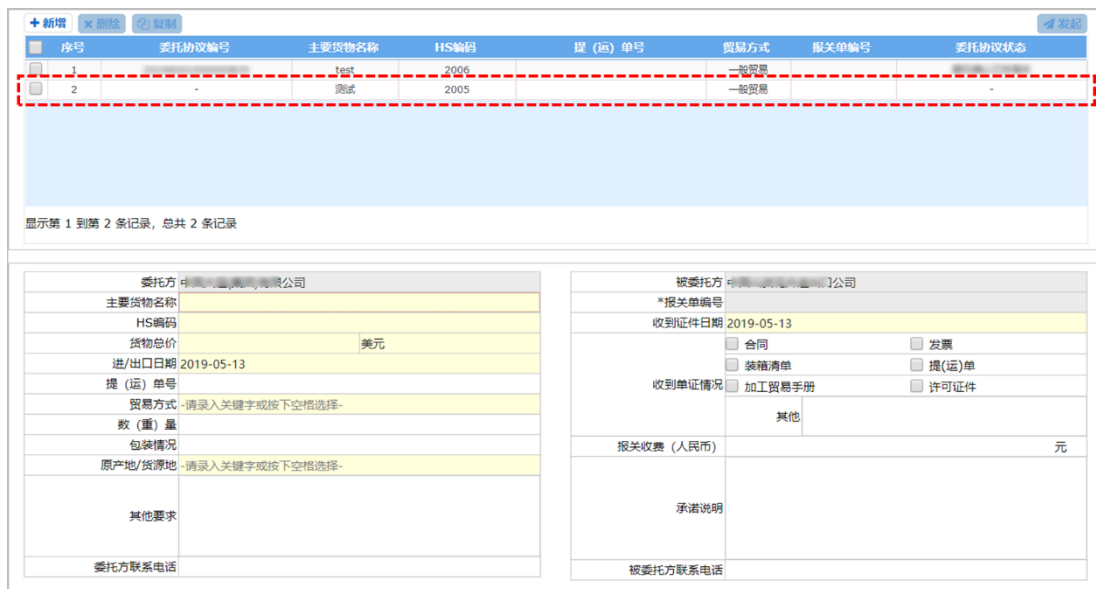 新增 删除 复制 发起
序号 委托协议编号 主要货物名称 HS编码 提（运）单号 贸易方式 报关单编号 委托协议状态
1 test 2006 一般贸易
2 - 测试 2005 一般贸易 -
显示第 1 到第 2 条记录，总共 2 条记录
委托方 中 限公司
主要货物名称
HS编码
货物总价 美元
进/出口日期 2019-05-13
提（运）单号
贸易方式 -请录入关键字或按下空格选择-
数（重）量
包装情况
原产地/货源地 -请录入关键字或按下空格选择-
其他要求
委托方联系电话
被委托方 口公司
*报关单编号
收到证件日期 2019-05-13
收到单证情况
合同 发票
装箱清单 提(运)单
加工贸易手册 许可证件
其他
报关收费（人民币） 元
承诺说明
被委托方联系电话